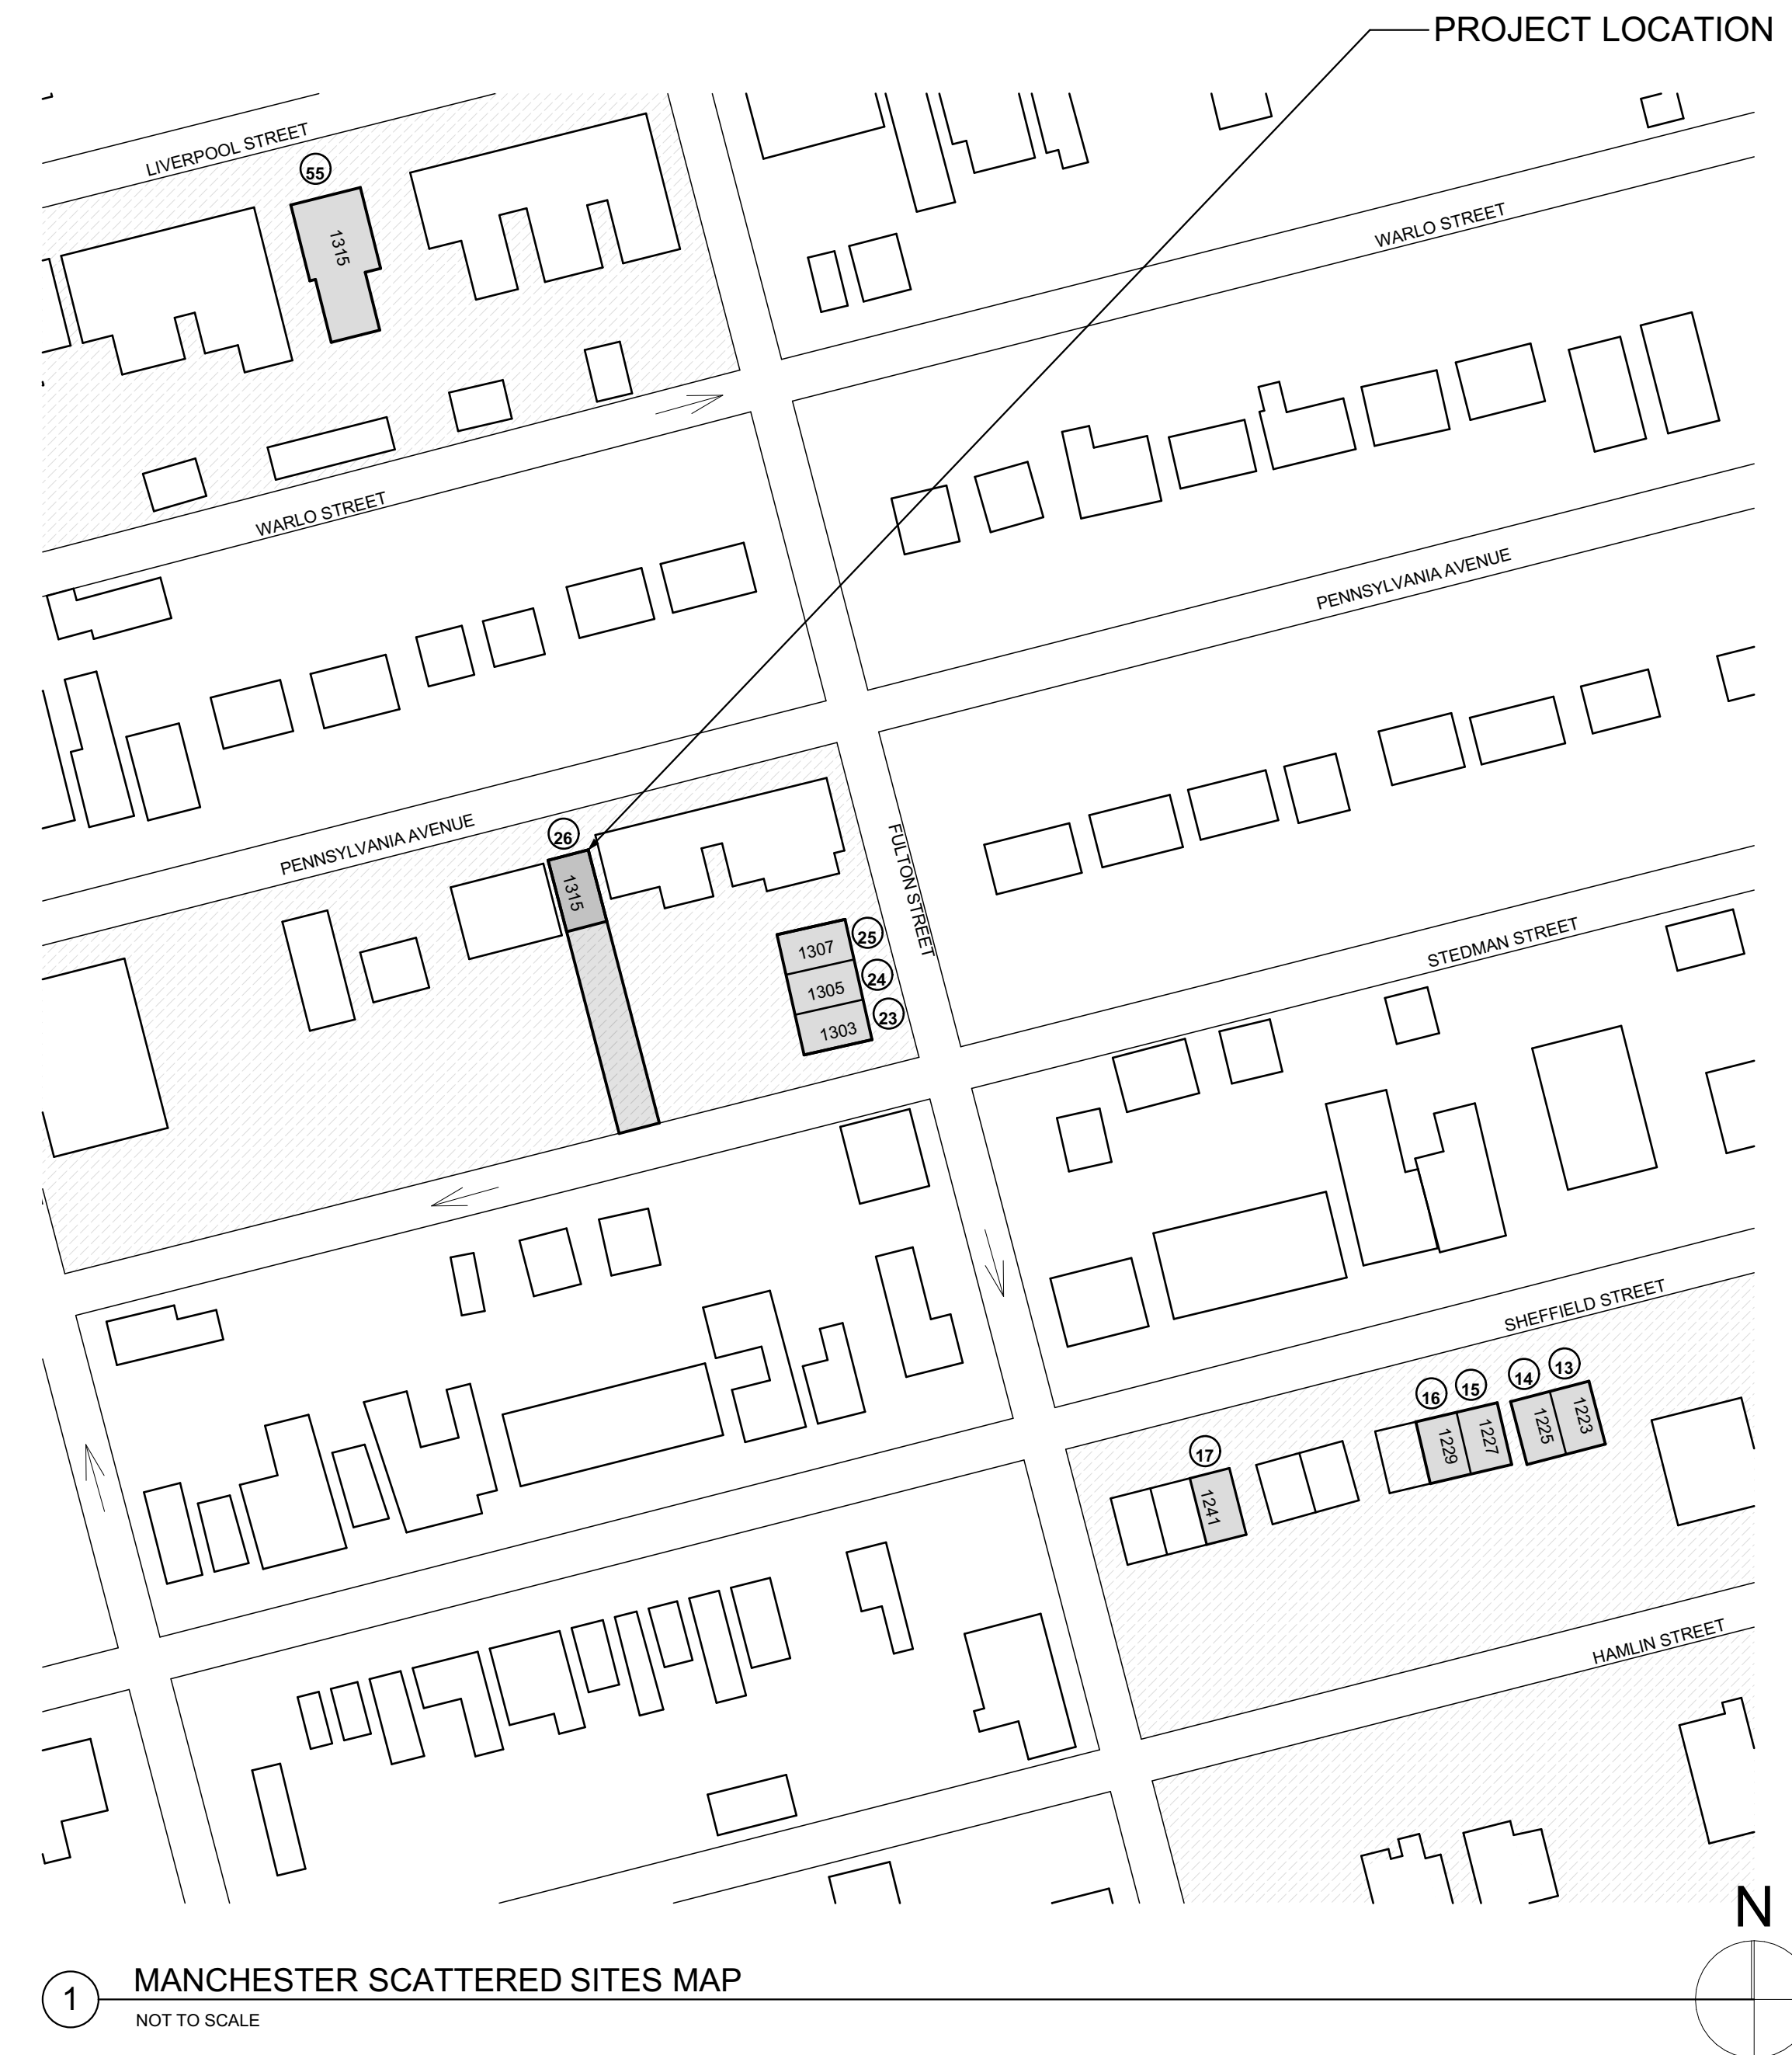 PROJECT LOCATION
LIVERPOOL STREET
55
1315
WARLO STREET
WARLO STREET
PENNSYLVANIA AVENUE
PENNSYLVANIA AVENUE
26
1315
FULTON STREET
1307
25
1305
24
1303
23
STEDMAN STREET
SHEFFIELD STREET
16
15
14
13
1229
1227
1225
1223
17
1241
HAMLIN STREET
N
1
MANCHESTER SCATTERED SITES MAP
NOT TO SCALE